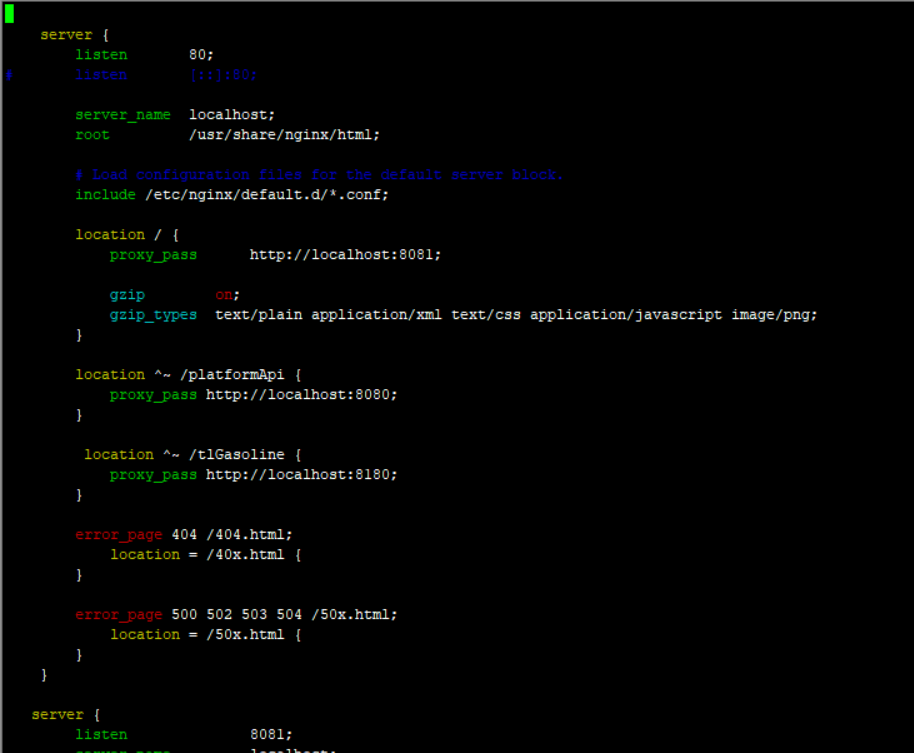 server {
listen 80;
# listen [::]:80;
server_name localhost;
root /usr/share/nginx/html;
# Load configuration files for the default server block.
include /etc/nginx/default.d/*.conf;
location / {
proxy_pass http://localhost:8081;
gzip on;
gzip_types text/plain application/xml text/css application/javascript image/png;
}
location ^~ /platformApi {
proxy_pass http://localhost:8080;
}
location ^~ /tlGasoline {
proxy_pass http://localhost:8180;
}
error_page 404 /404.html;
location = /40x.html {
}
error_page 500 502 503 504 /50x.html;
location = /50x.html {
}
}
server {
listen 8081;
server_name localhost;